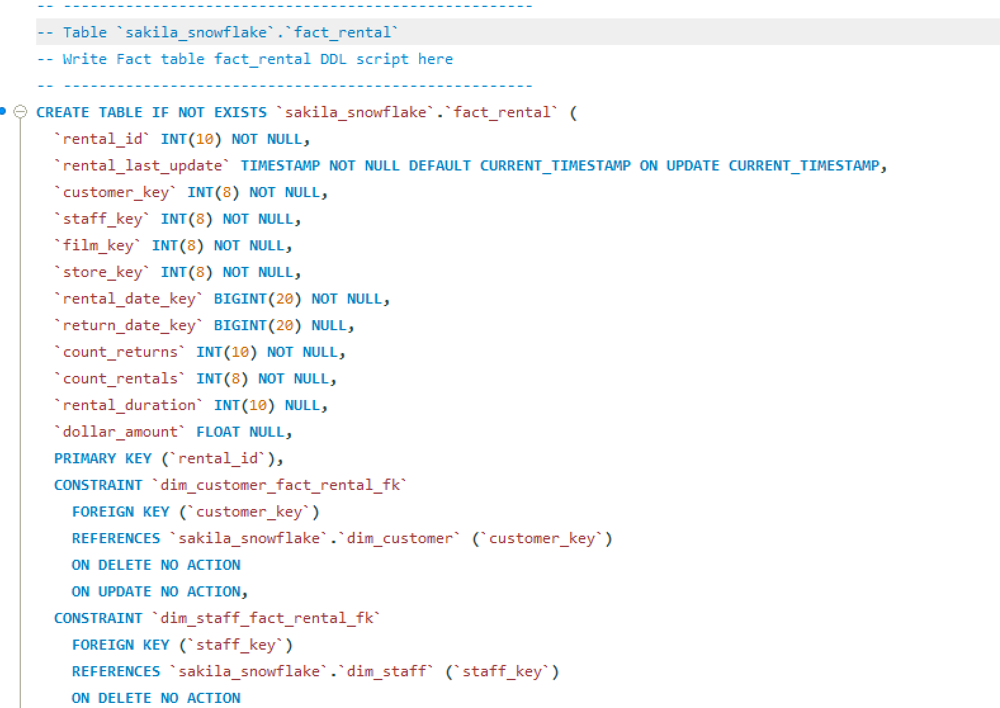 -- -----------------------------------------------------
-- Table `sakila_snowflake`.`fact_rental`
-- Write Fact table fact_rental DDL script here
-- -----------------------------------------------------
CREATE TABLE IF NOT EXISTS `sakila_snowflake`.`fact_rental` (
`rental_id` INT(10) NOT NULL,
`rental_last_update` TIMESTAMP NOT NULL DEFAULT CURRENT_TIMESTAMP ON UPDATE CURRENT_TIMESTAMP,
`customer_key` INT(8) NOT NULL,
`staff_key` INT(8) NOT NULL,
`film_key` INT(8) NOT NULL,
`store_key` INT(8) NOT NULL,
`rental_date_key` BIGINT(20) NOT NULL,
`return_date_key` BIGINT(20) NULL,
`count_returns` INT(10) NOT NULL,
`count_rentals` INT(8) NOT NULL,
`rental_duration` INT(10) NULL,
`dollar_amount` FLOAT NULL,
PRIMARY KEY (`rental_id`),
CONSTRAINT `dim_customer_fact_rental_fk`
FOREIGN KEY (`customer_key`)
REFERENCES `sakila_snowflake`.`dim_customer` (`customer_key`)
ON DELETE NO ACTION
ON UPDATE NO ACTION,
CONSTRAINT `dim_staff_fact_rental_fk`
FOREIGN KEY (`staff_key`)
REFERENCES `sakila_snowflake`.`dim_staff` (`staff_key`)
ON DELETE NO ACTION